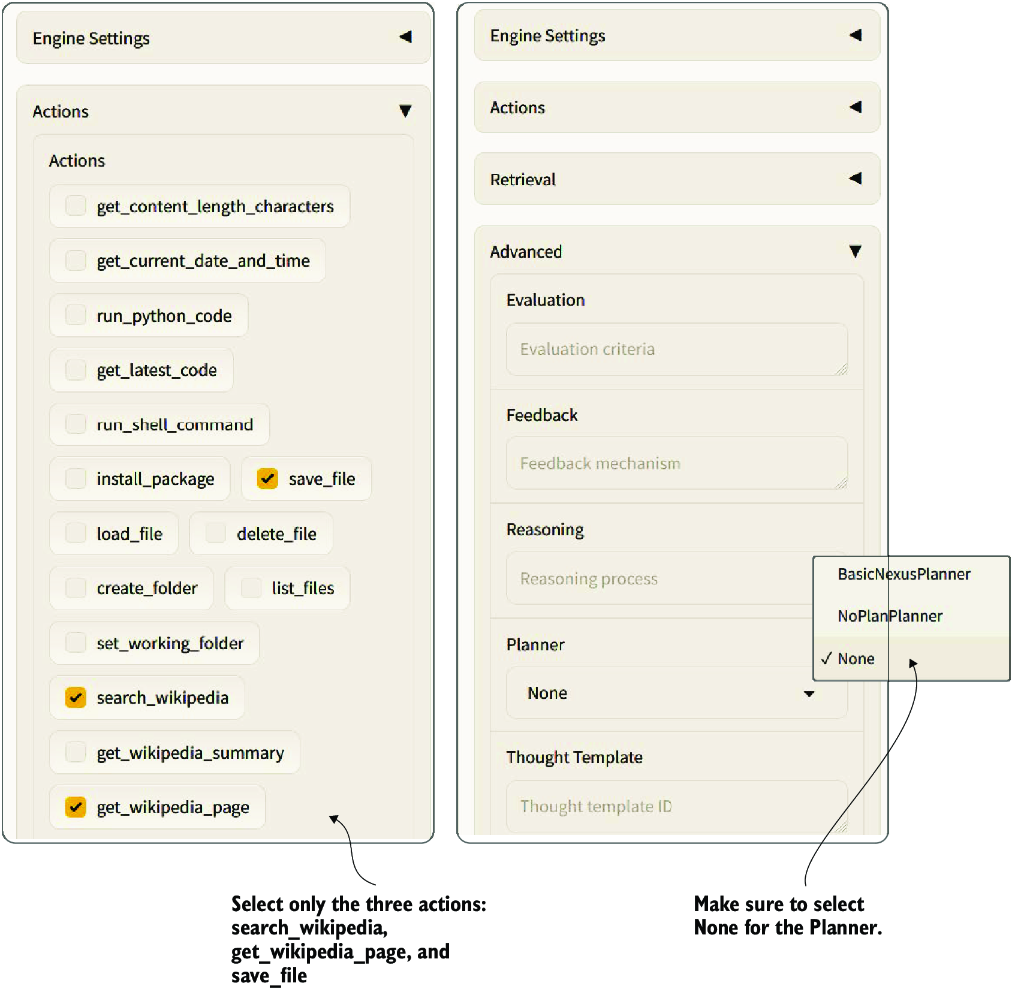 Engine Settings
Actions
Actions
get_content_length_characters
get_current_date_and_time
run_python_code
get_latest_code
run_shell_command
install_package
save_file
load_file
delete_file
create_folder
list_files
set_working_folder
search_wikipedia
get_wikipedia_summary
get_wikipedia_page
Select only the three actions:
search_wikipedia,
get_wikipedia_page, and
save_file
Engine Settings
Actions
Retrieval
Advanced
Evaluation
Evaluation criteria
Feedback
Feedback mechanism
Reasoning
Reasoning process
Planner
None
Thought Template
Thought template ID
BasicNexusPlanner
NoPlanPlanner
✓ None
Make sure to select
None for the Planner.